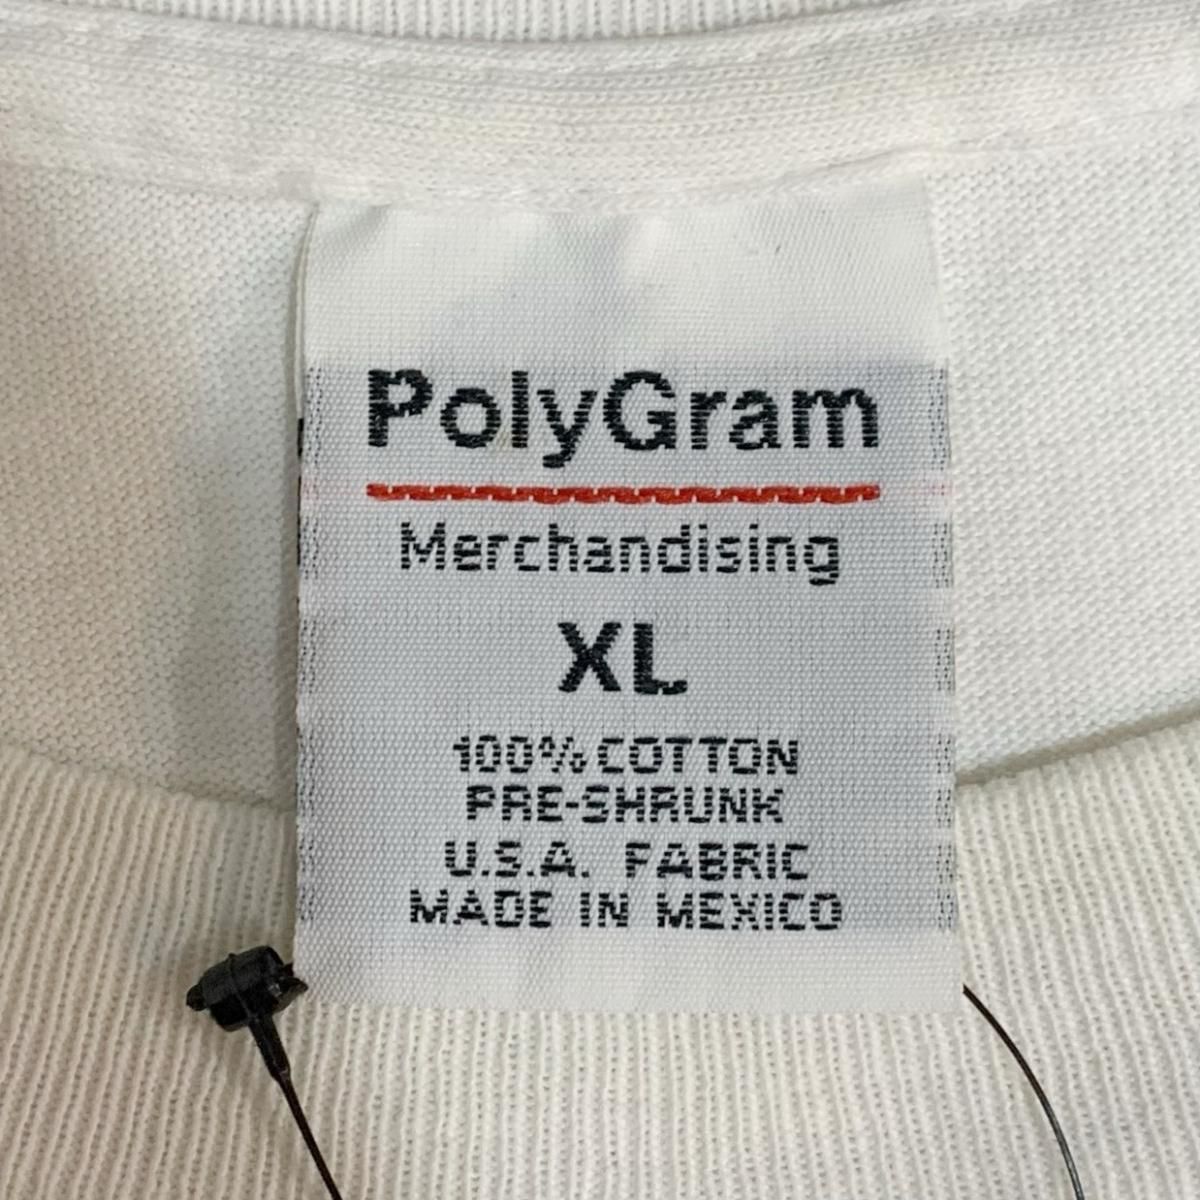 PolyGram
Merchandising
XL
100% COTTON
PRE-SHRUNK
U.S.A. FABRIC
MADE IN MEXICO